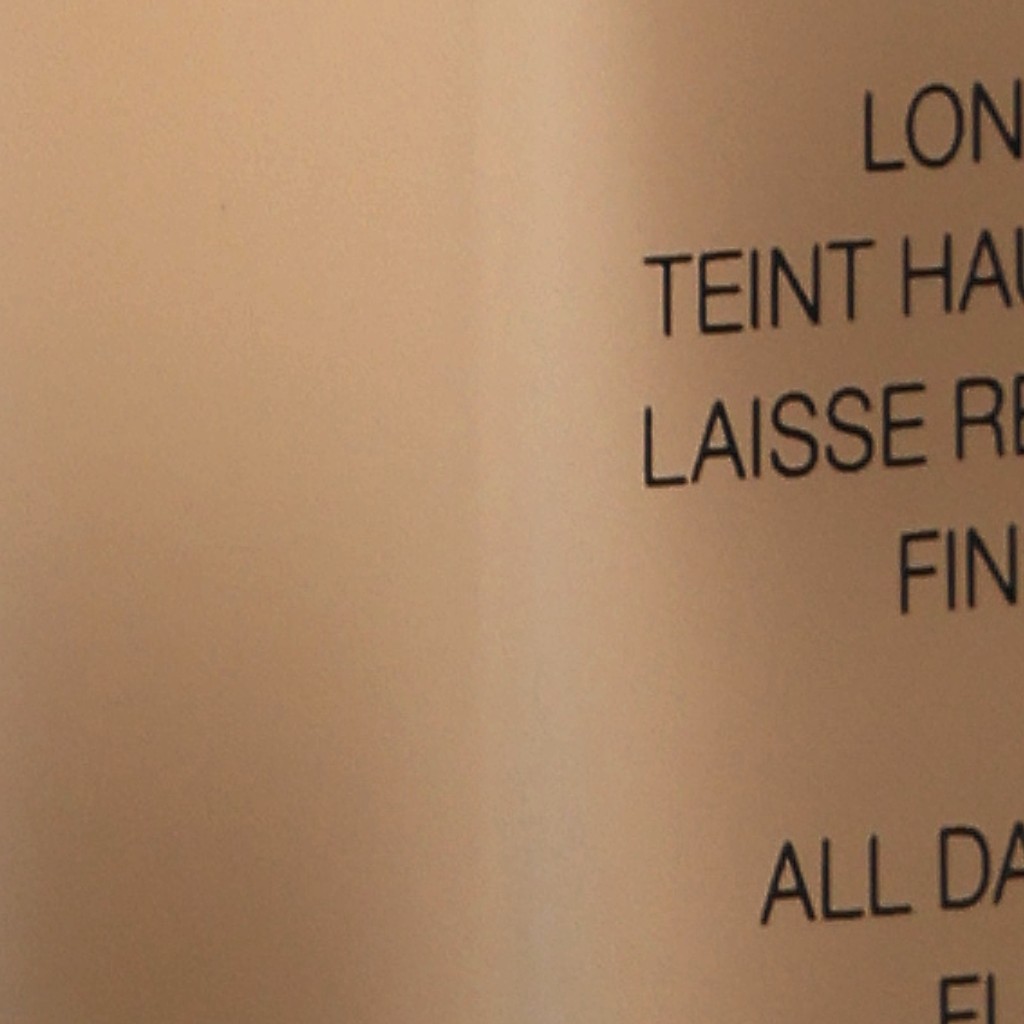 LON
TEINT HAU
LAISSE RE
FIN
ALL DA